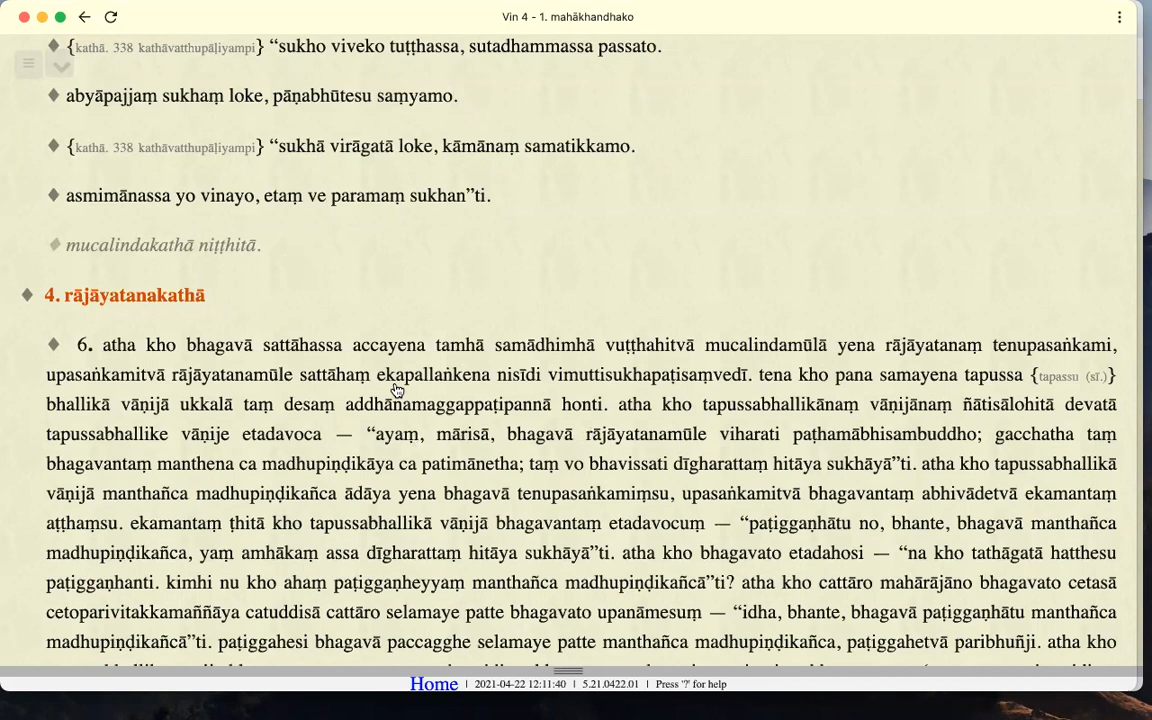 Vin 4 - 1. mahākhandhako
{kathā. 338 kathāvatthupāḷiyampi} “sukho viveko tuṭṭhassa, sutadhammassa passato.
abyāpajjaṃ sukhaṃ loke, pāṇabhūtesu saṃyamo.
{kathā. 338 kathāvatthupāḷiyampi} “sukhā virāgatā loke, kāmānaṃ samatikkamo.
asmimānassa yo vinayo, etaṃ ve paramaṃ sukhan”ti.
mucalindakathā niṭṭhitā.
4. rājāyatanakathā
6. atha kho bhagavā sattāhassa accayena tamhā samādhimhā vuṭṭhahitvā mucalindamūlā yena rājāyatanaṃ tenupasaṅkami,
upasaṅkamitvā rājāyatanamūle sattāhaṃ ekapallaṅkena nisīdi vimuttisukhapaṭisaṃvedī. tena kho pana samayena tapussa {tapassu (sī.)}
bhallikā vāṇijā ukkalā taṃ desaṃ addhānamaggappaṭipannā honti. atha kho tapussabhallikānaṃ vāṇijānaṃ ñātisālohitā devatā
tapussabhallike vāṇije etadavoca — “ayaṃ, mārisā, bhagavā rājāyatanamūle viharati paṭhamābhisambuddho; gacchatha taṃ
bhagavantaṃ manthena ca madhupiṇḍikāya ca patimānetha; taṃ vo bhavissati dīgharattaṃ hitāya sukhāyā”ti. atha kho tapussabhallikā
vāṇijā manthañca madhupiṇḍikañca ādāya yena bhagavā tenupasaṅkamiṃsu, upasaṅkamitvā bhagavantaṃ abhivādetvā ekamantaṃ
aṭṭhaṃsu. ekamantaṃ ṭhitā kho tapussabhallikā vāṇijā bhagavantaṃ etadavocuṃ — “paṭiggaṇhātu no, bhante, bhagavā manthañca
madhupiṇḍikañca, yaṃ amhākaṃ assa dīgharattaṃ hitāya sukhāyā”ti. atha kho bhagavato etadahosi — “na kho tathāgatā hatthesu
paṭiggaṇhanti. kimhi nu kho ahaṃ paṭiggaṇheyyaṃ manthañca madhupiṇḍikañcā”ti? atha kho cattāro mahārājāno bhagavato cetasā
cetoparivitakkamaññāya catuddisā cattāro selamaye patte bhagavato upanāmesuṃ — “idha, bhante, bhagavā paṭiggaṇhātu manthañca
madhupiṇḍikañcā”ti. paṭiggahesi bhagavā paccagghe selamaye patte manthañca madhupiṇḍikañca, paṭiggahetvā paribhuñji. atha kho
Home | 2021-04-22 12:11:40 | 5.21.0422.01 | Press '?' for help